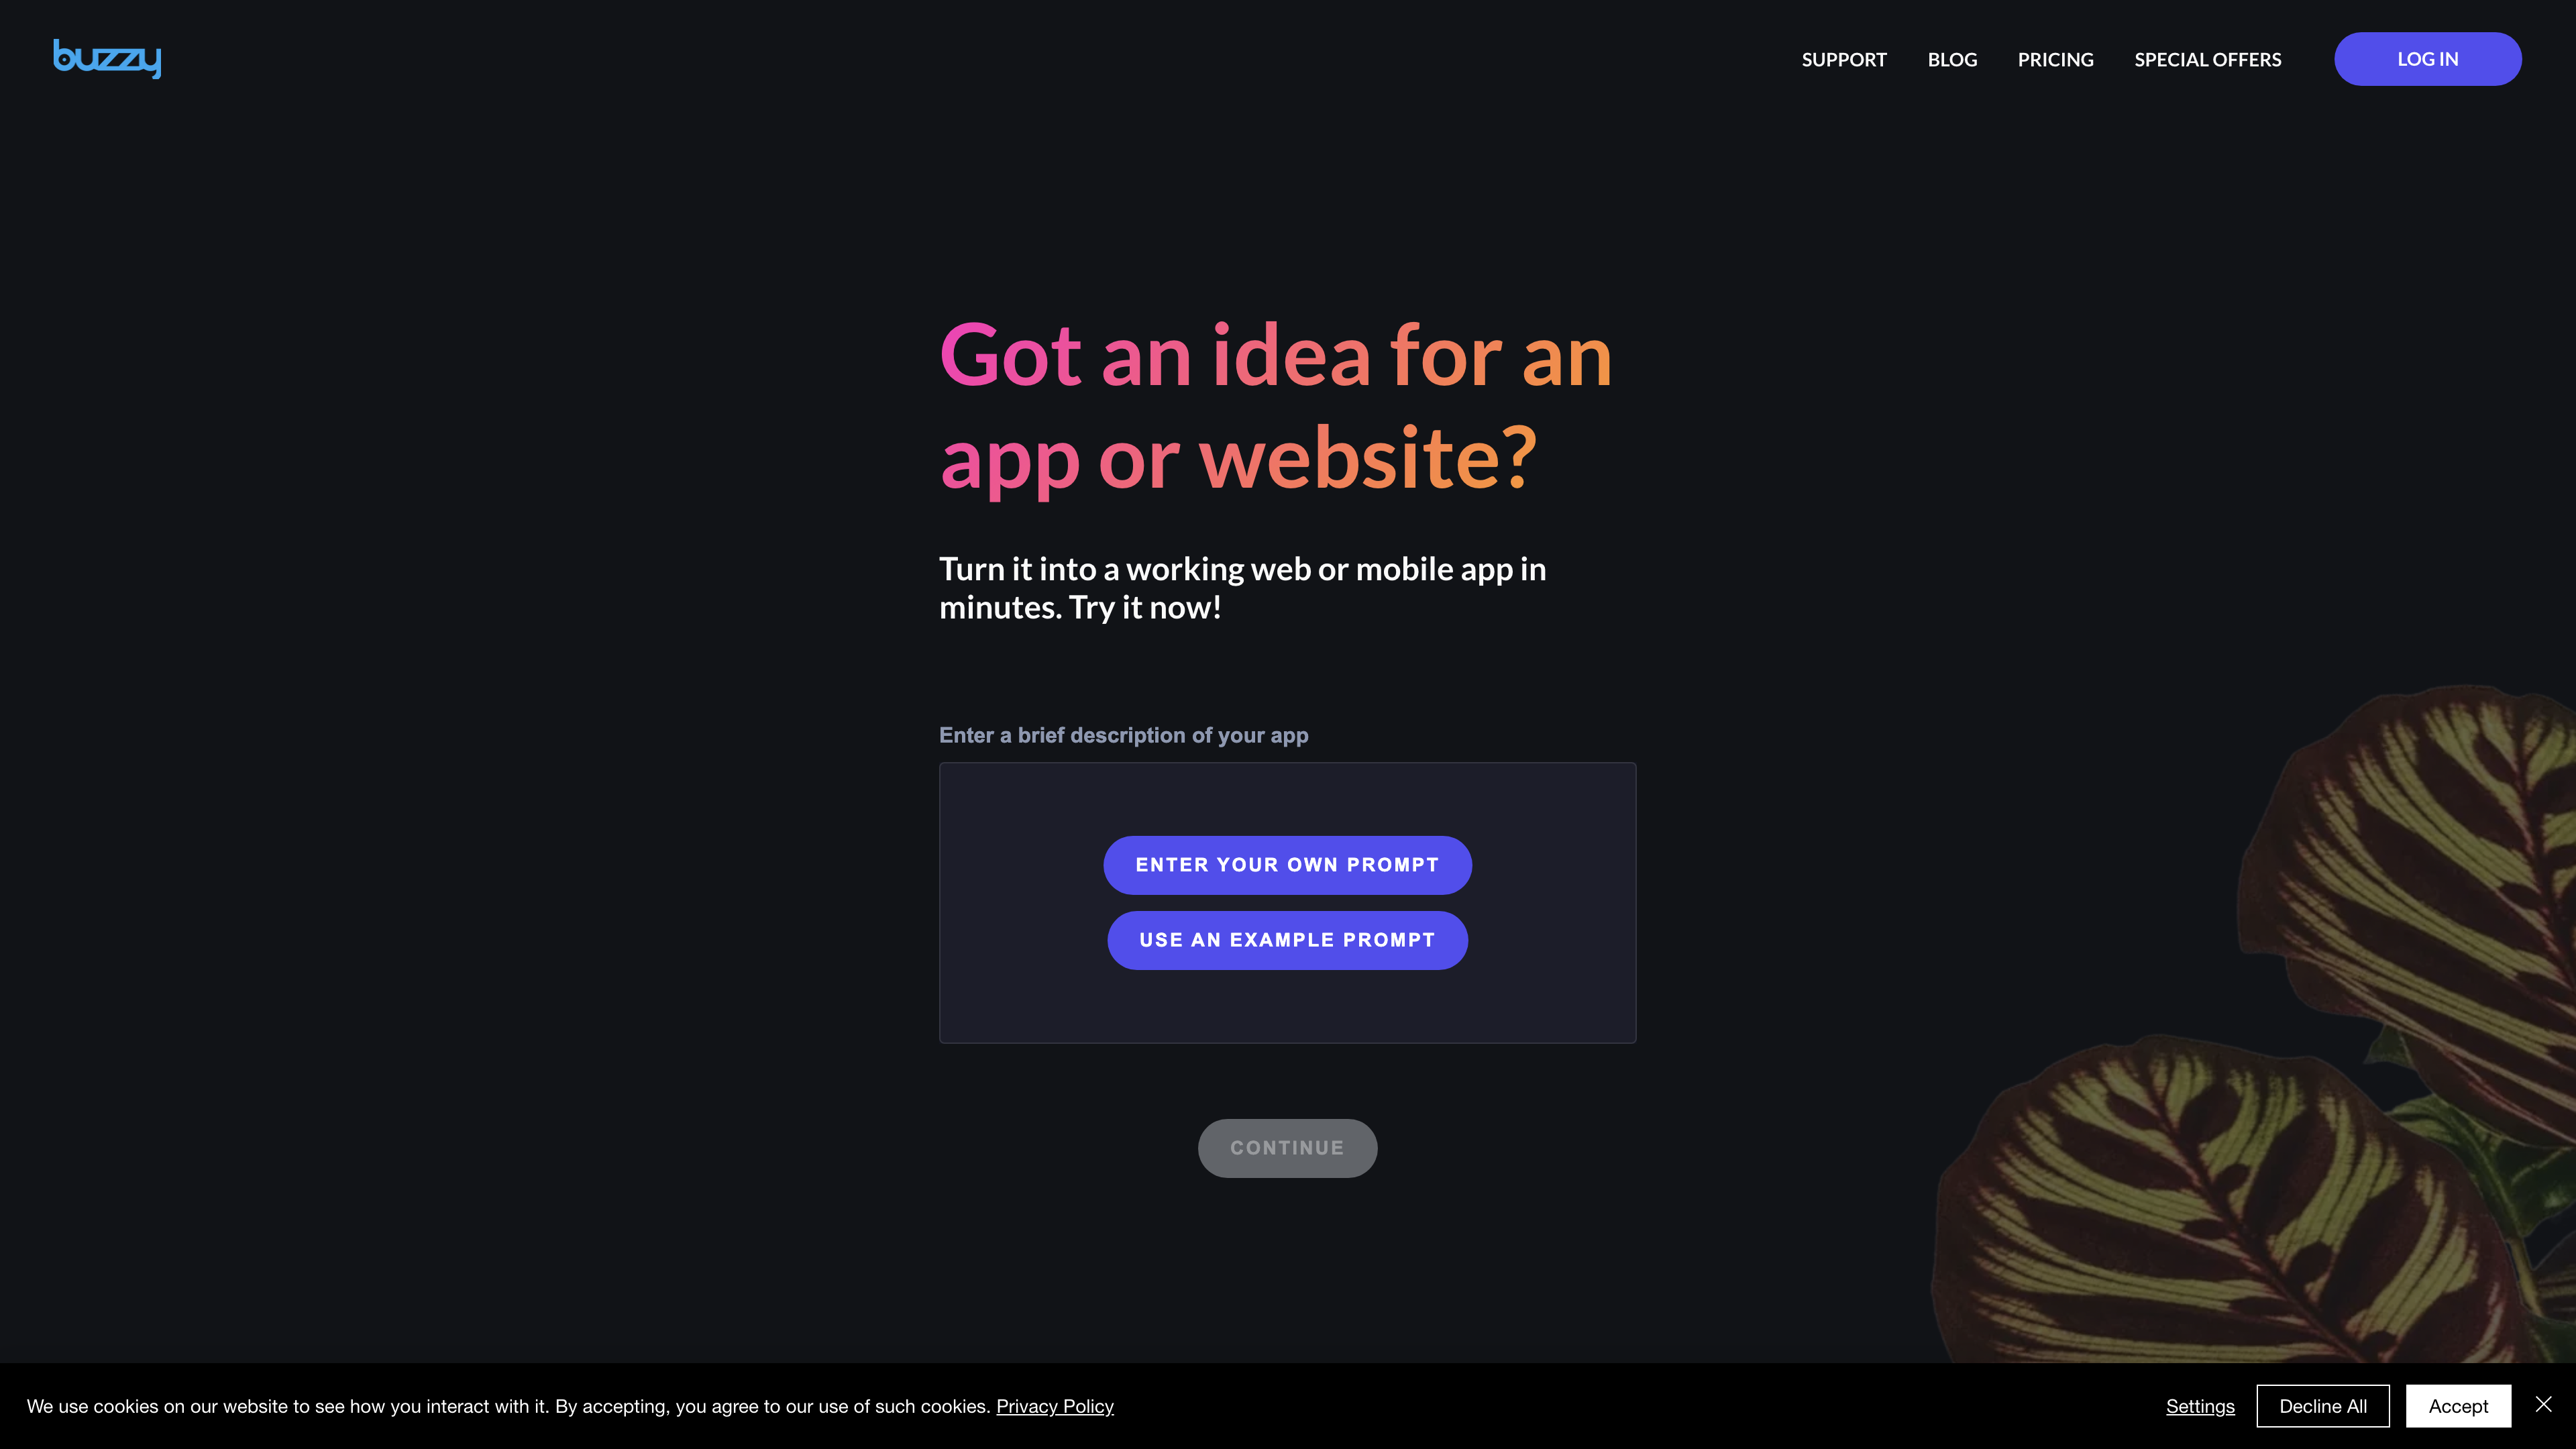 buzzy
SUPPORT
BLOG
PRICING
SPECIAL OFFERS
LOG IN
Got an idea for an
app or website?
Turn it into a working web or mobile app in
minutes. Try it now!
Enter a brief description of your app
ENTER YOUR OWN PROMPT
USE AN EXAMPLE PROMPT
CONTINUE
We use cookies on our website to see how you interact with it. By accepting, you agree to our use of such cookies. Privacy Policy
Settings
Decline All
Accept